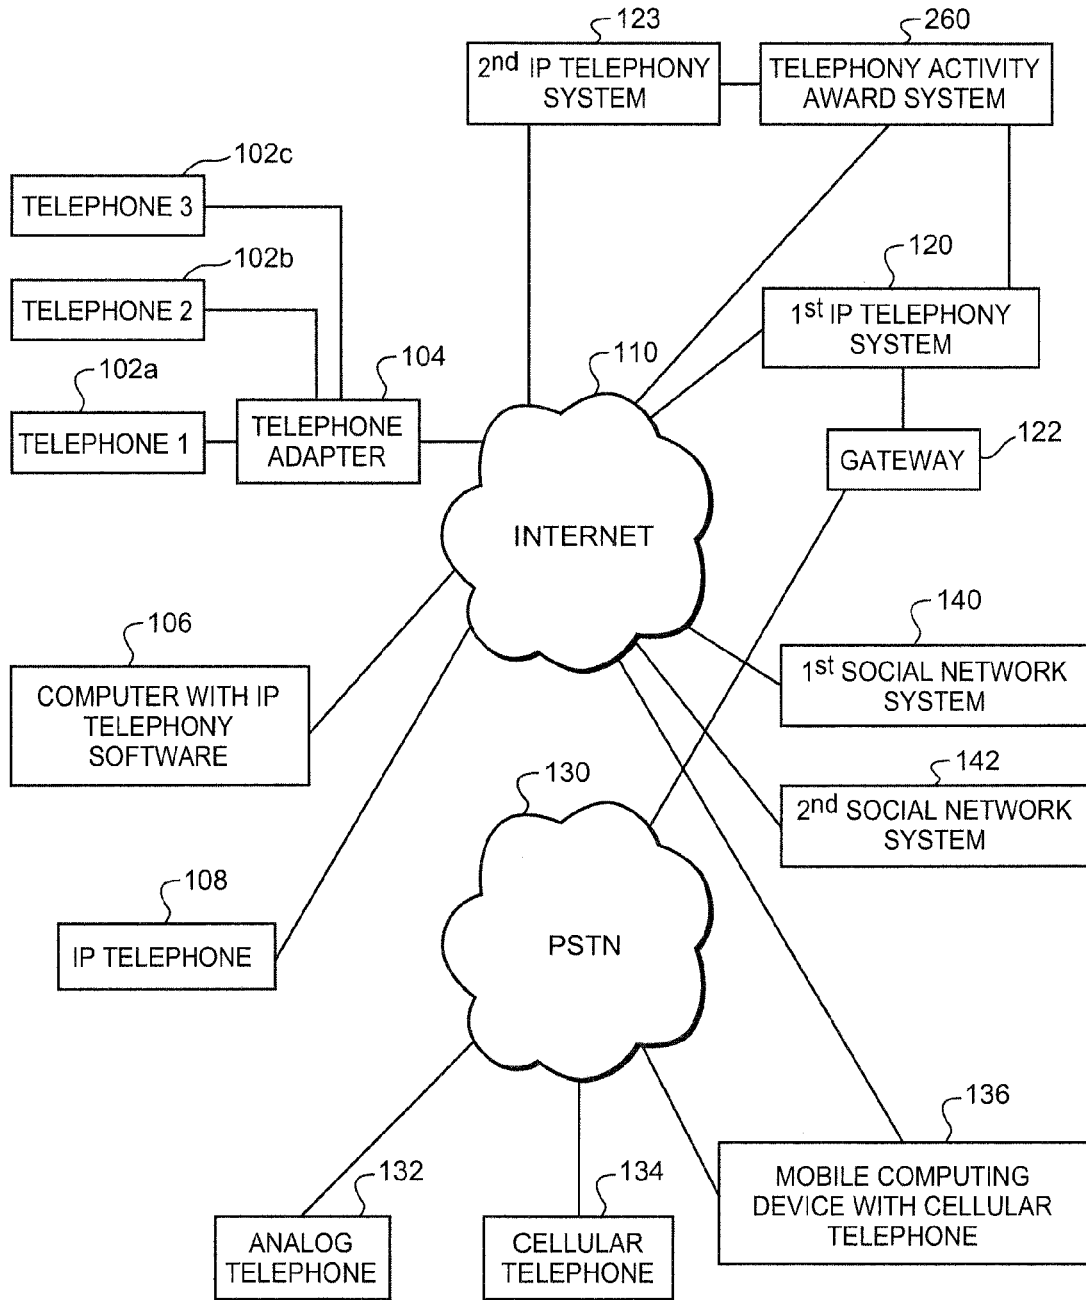 123
260
2nd IP TELEPHONY
SYSTEM
TELEPHONY ACTIVITY
AWARD SYSTEM
102c
TELEPHONE 3
102b
TELEPHONE 2
120
1st IP TELEPHONY
SYSTEM
102a
TELEPHONE 1
104
TELEPHONE
ADAPTER
110
INTERNET
GATEWAY
122
106
COMPUTER WITH IP
TELEPHONY
SOFTWARE
140
1st SOCIAL NETWORK
SYSTEM
142
2nd SOCIAL NETWORK
SYSTEM
130
PSTN
108
IP TELEPHONE
132
ANALOG
TELEPHONE
134
CELLULAR
TELEPHONE
136
MOBILE COMPUTING
DEVICE WITH CELLULAR
TELEPHONE